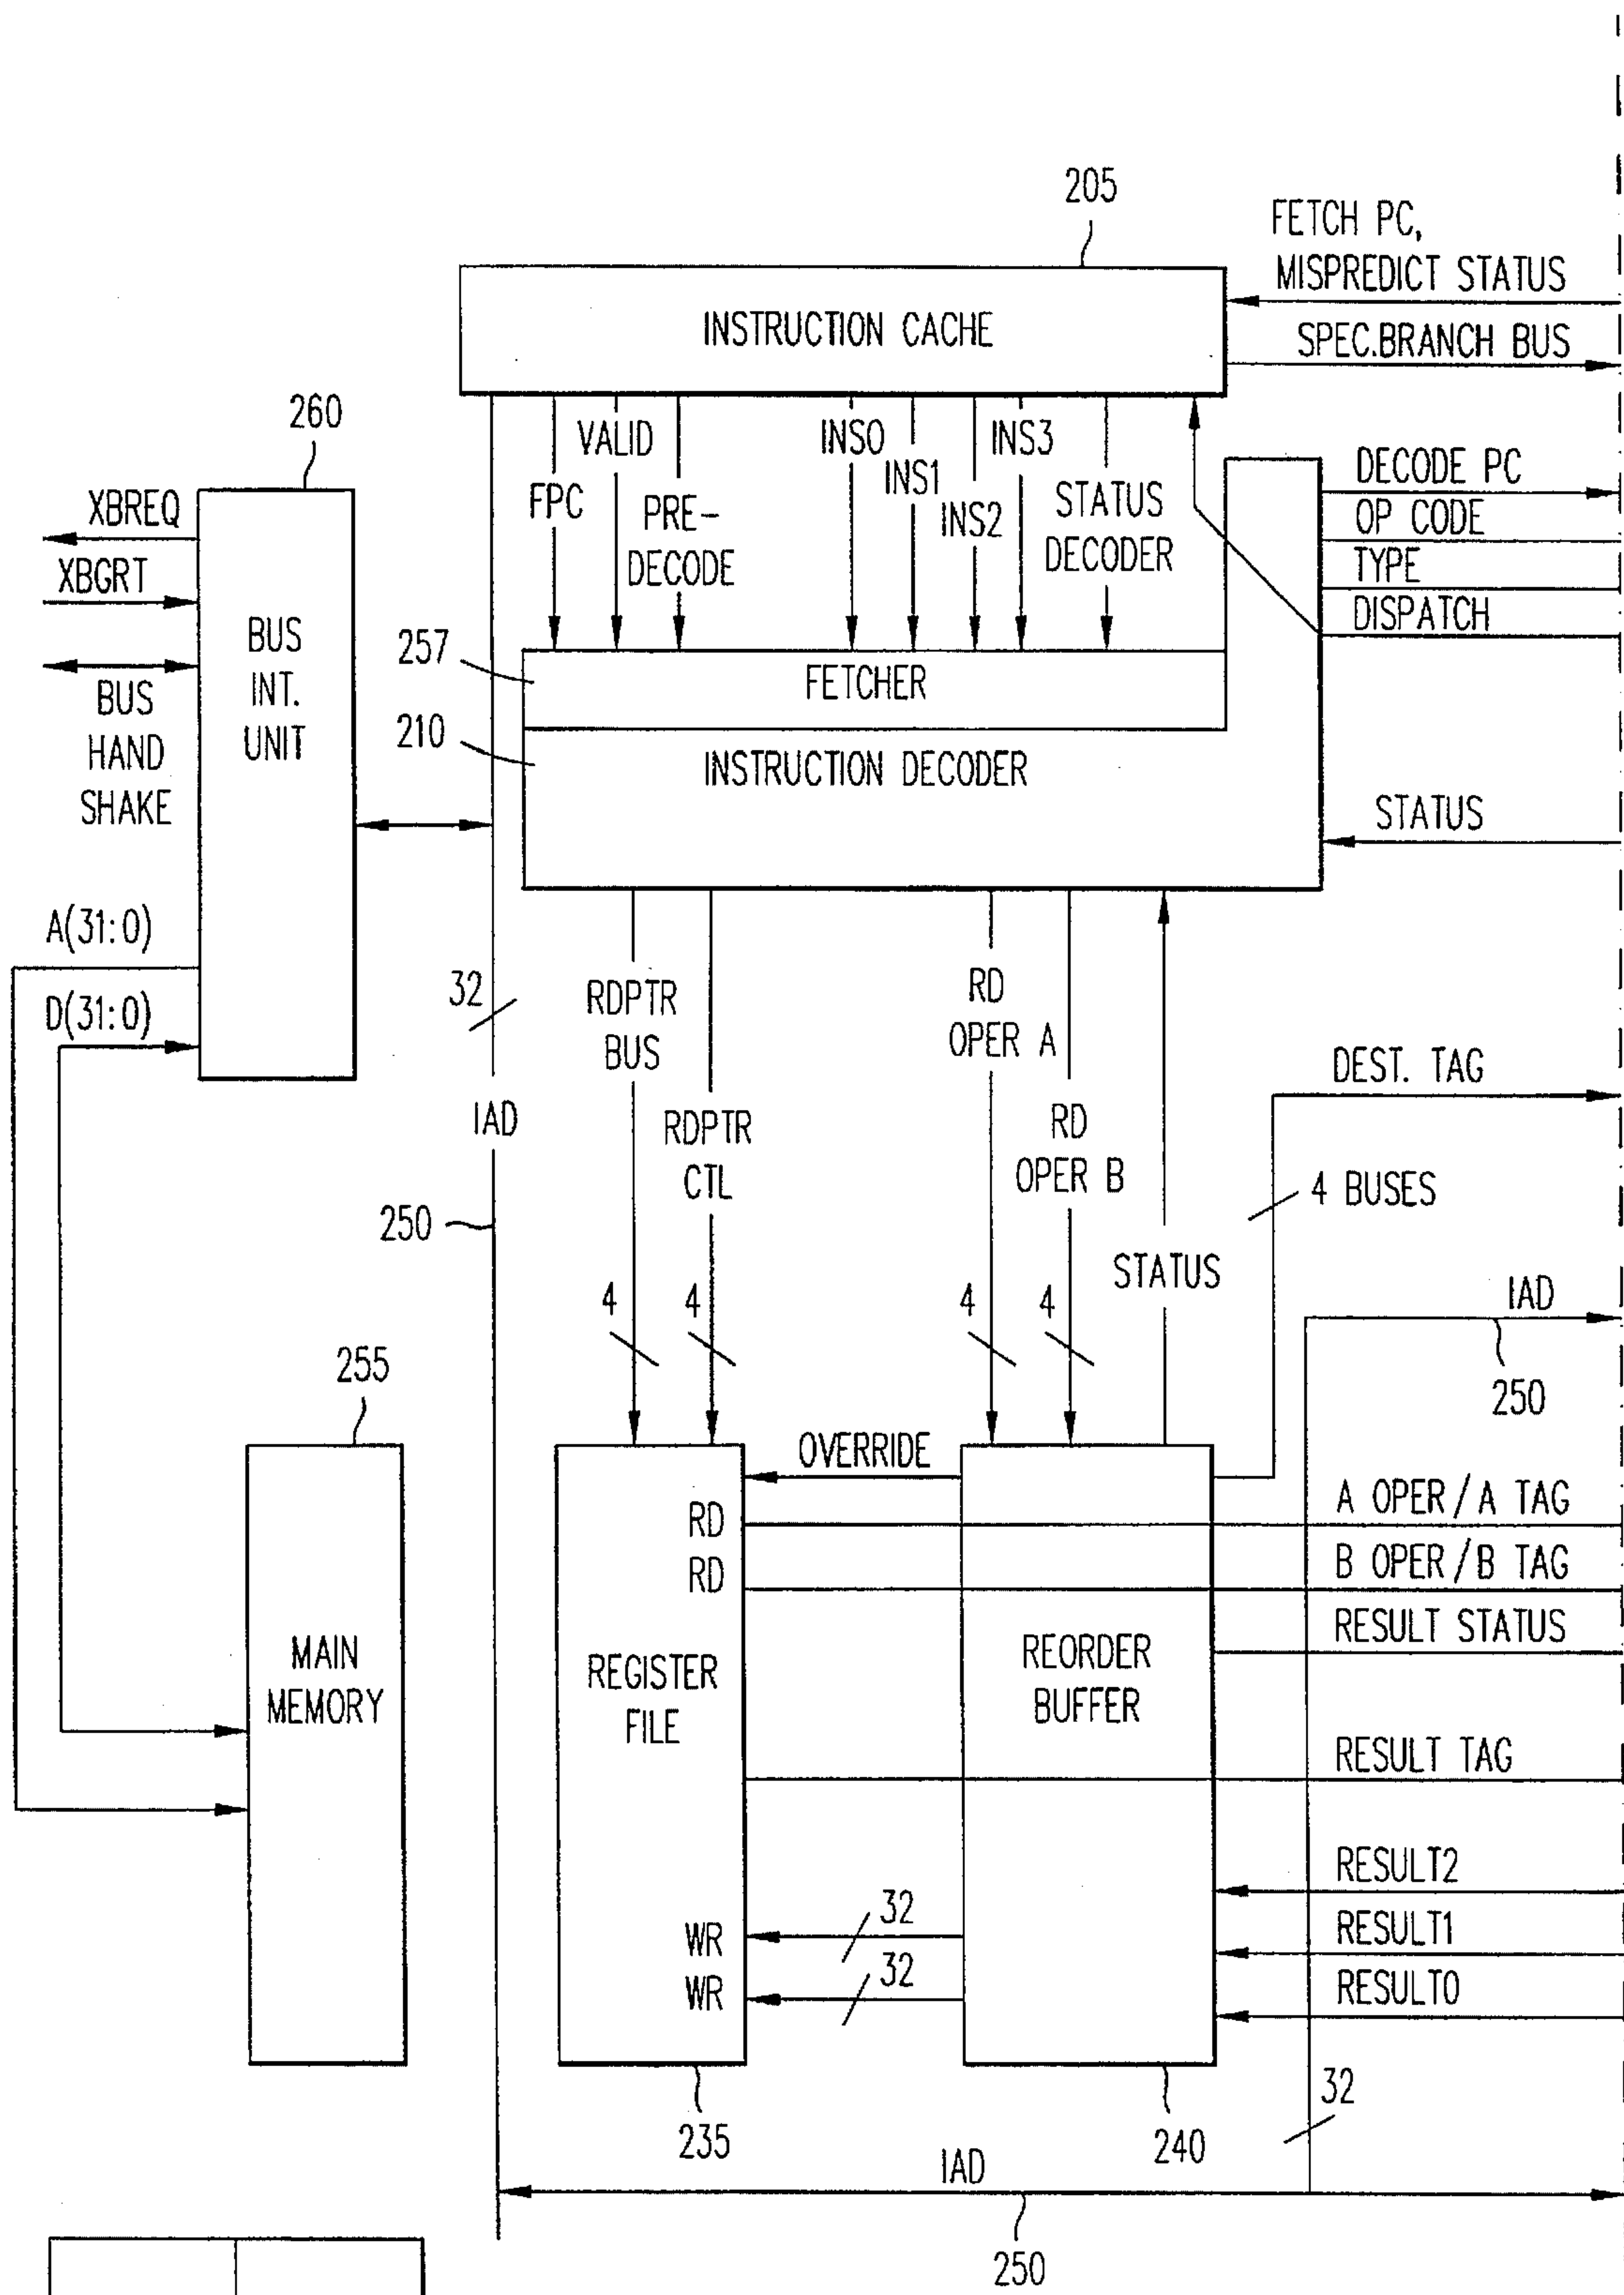 205
FETCH PC,
MISPREDICT STATUS
INSTRUCTION CACHE
SPEC.BRANCH BUS
260
VALID
INS0
INS3
INS1
FPC
PRE-
DECODE
INS2
STATUS
DECODER
DECODE PC
OP CODE
TYPE
DISPATCH
XBREQ
XBGRT
BUS
INT.
UNIT
BUS
HAND
SHAKE
257
FETCHER
210
INSTRUCTION DECODER
STATUS
A(31:0)
D(31:0)
32
RDPTR
BUS
RD
OPER A
DEST. TAG
IAD
RDPTR
CTL
RD
OPER B
4 BUSES
250
STATUS
4
4
4
4
IAD
250
255
OVERRIDE
RD
A OPER/A TAG
RD
B OPER/B TAG
MAIN
MEMORY
REGISTER
FILE
REORDER
BUFFER
RESULT STATUS
RESULT TAG
RESULT2
WR
32
RESULT1
WR
32
RESULT0
235
240
32
IAD
250